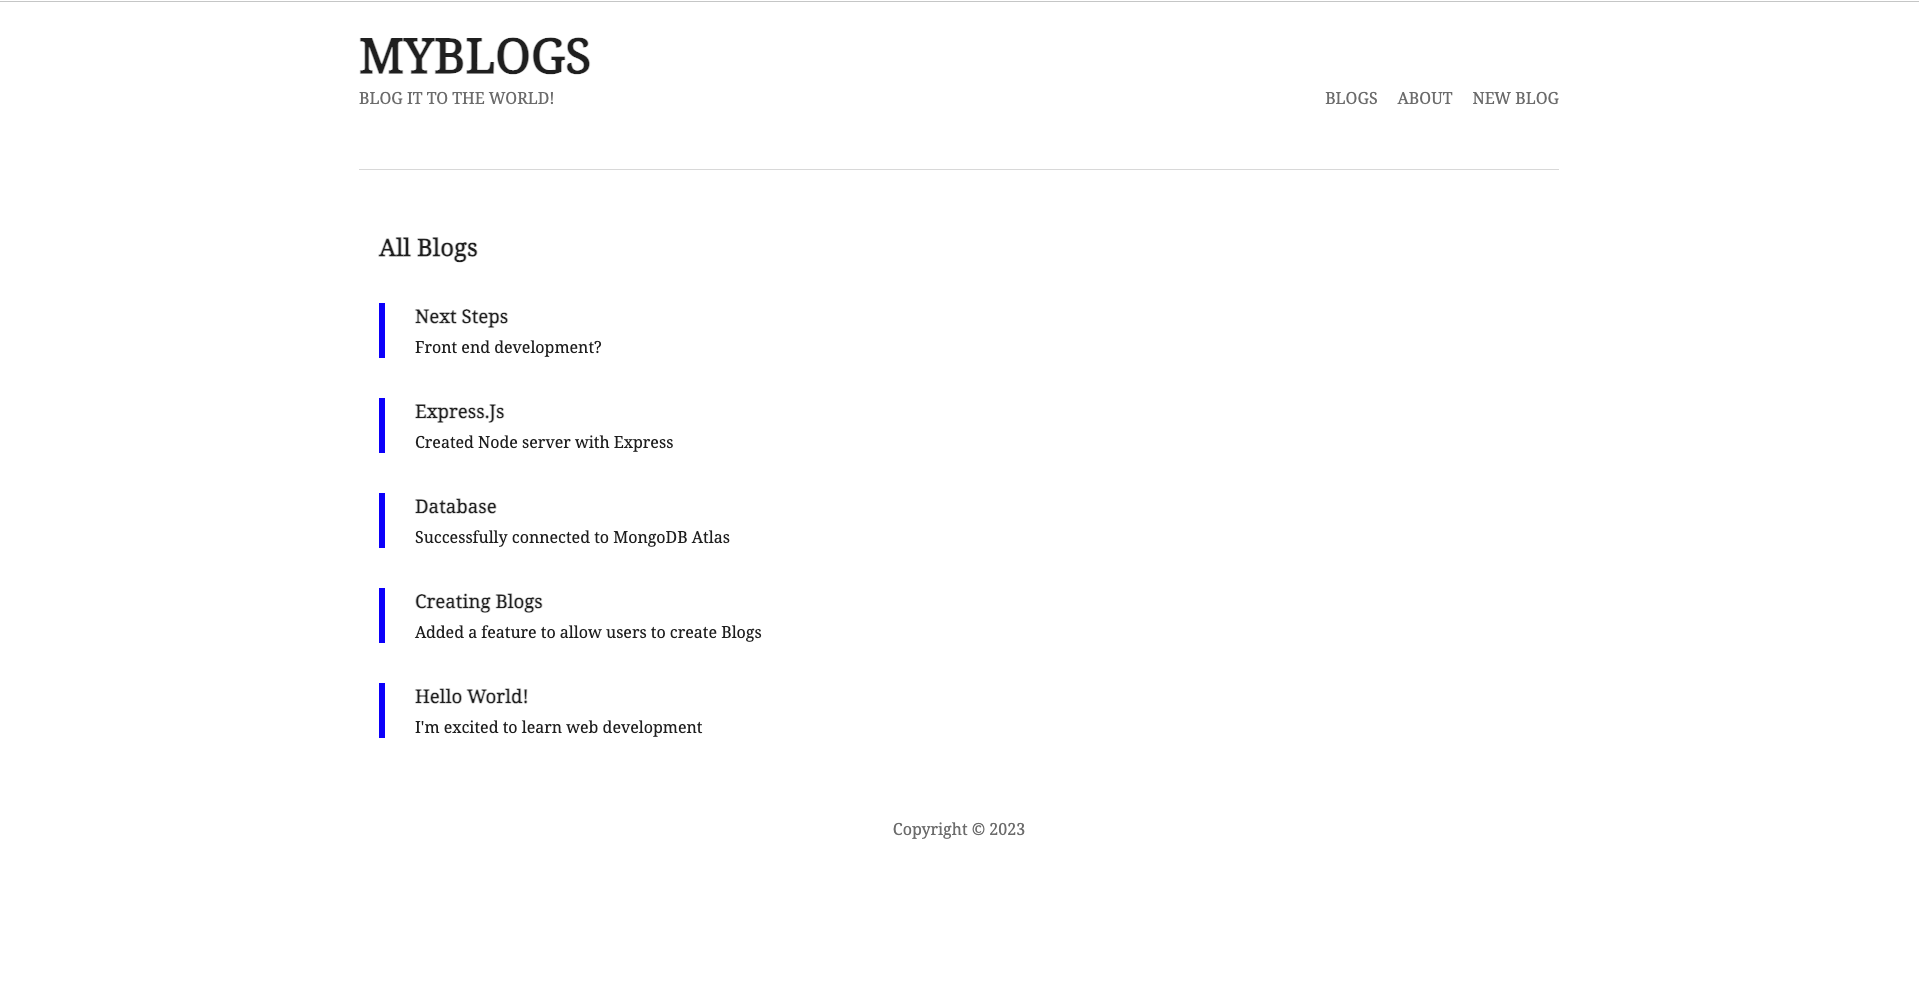 MYBLOGS
BLOG IT TO THE WORLD!
BLOGS ABOUT NEW BLOG
All Blogs
Next Steps
Front end development?
Express.Js
Created Node server with Express
Database
Successfully connected to MongoDB Atlas
Creating Blogs
Added a feature to allow users to create Blogs
Hello World!
I'm excited to learn web development
Copyright © 2023